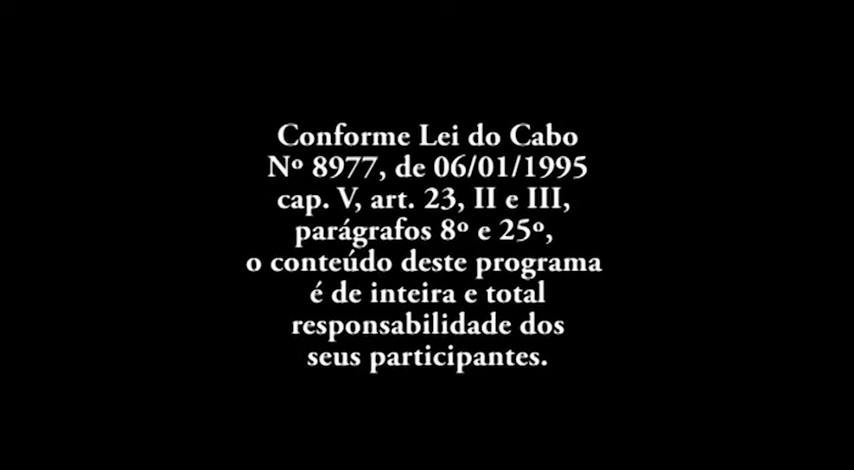 Conforme Lei do Cabo
Nº 8977, de 06/01/1995
cap. V, art. 23, II e III,
parágrafos 8º e 25º,
o conteúdo deste programa
é de inteira e total
responsabilidade dos
seus participantes.